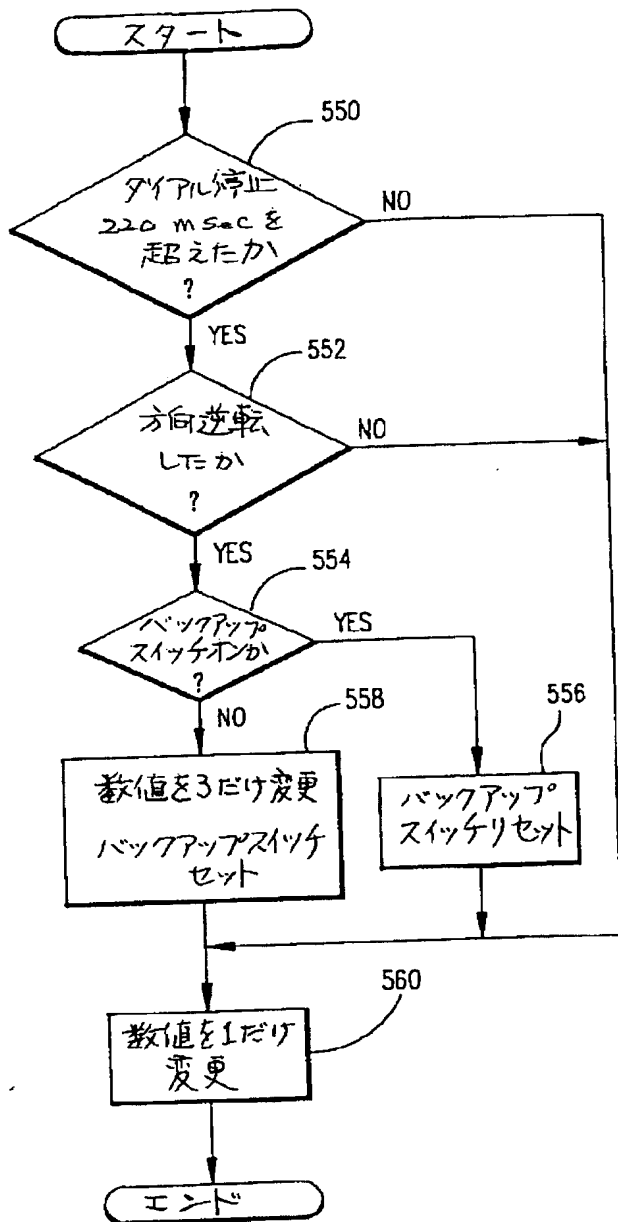 スタート
550
ダイアル停止
220 msecを
超えたか
?
NO
YES
552
方向逆転
したか
?
NO
YES
554
バックアップ
スイッチオンか
?
YES
NO
558
数値を3だけ変更
バックアップスイッチ
セット
556
バックアップ
スイッチリセット
560
数値を1だけ
変更
エンド